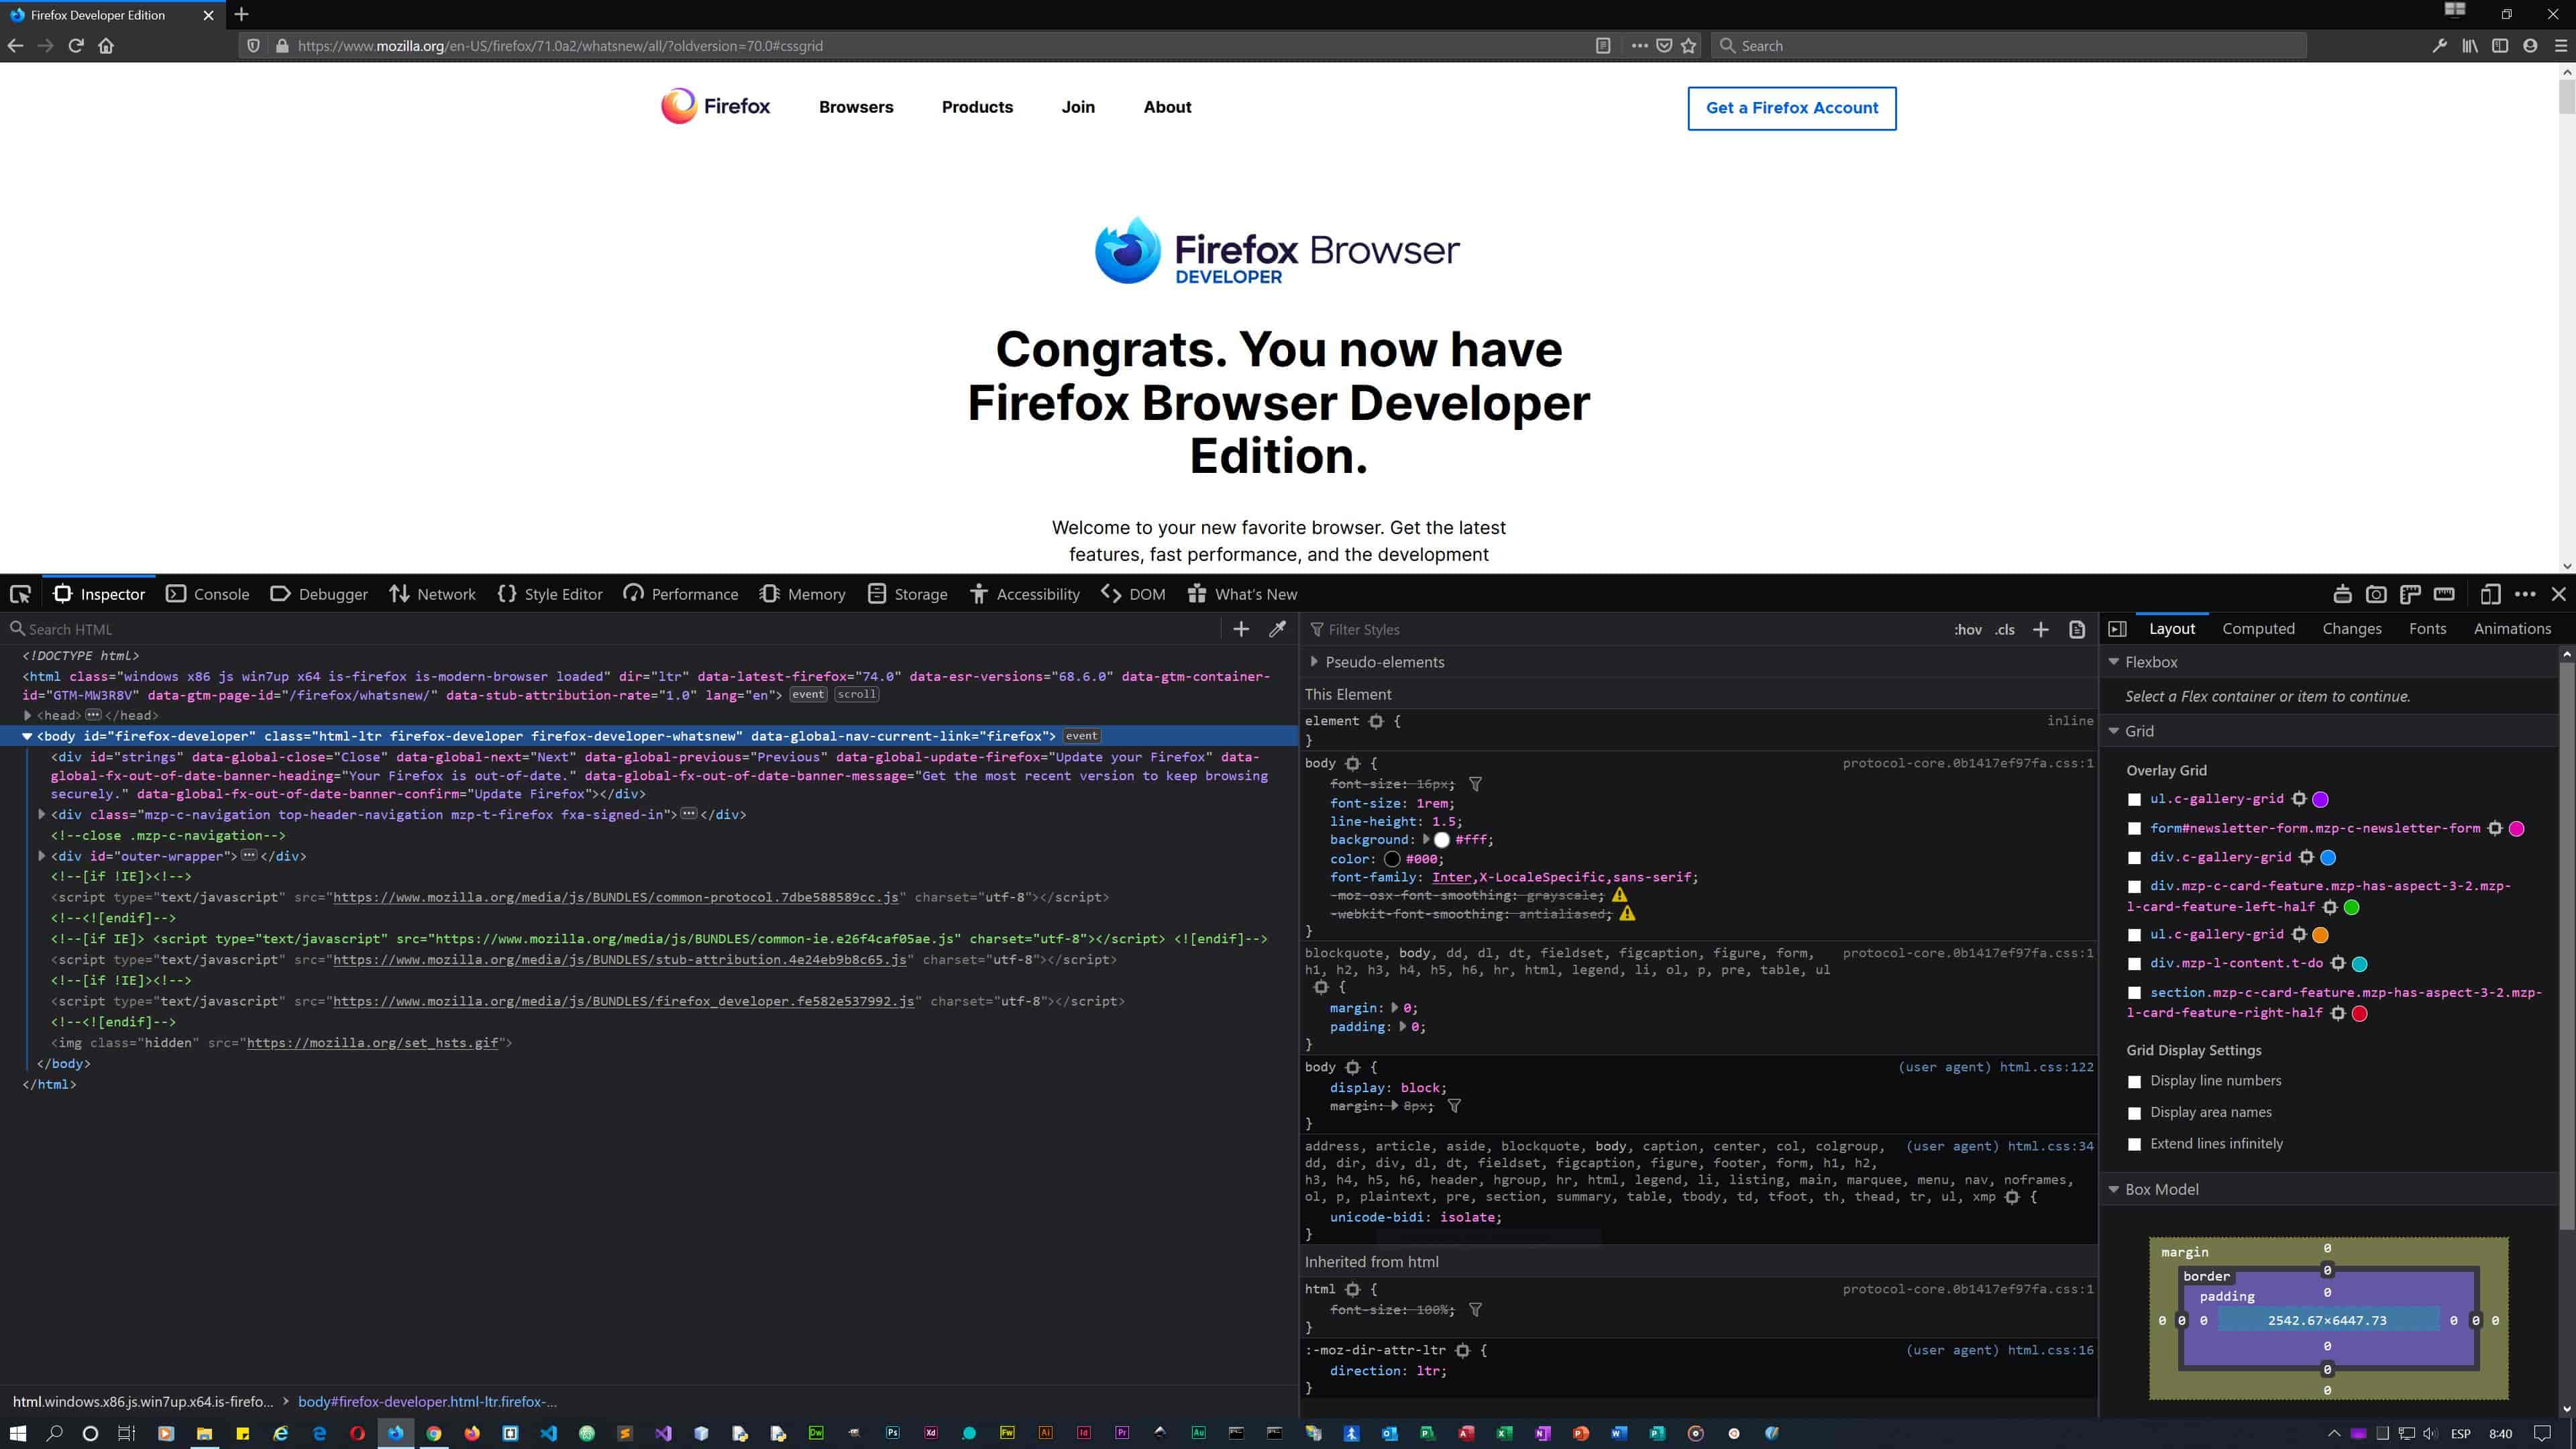 Firefox Developer Edition
https://www.mozilla.org/en-US/firefox/71.0a2/whatsnew/all/?oldversion=70.0#cssgrid
Search
Firefox Browsers Products Join About Get a Firefox Account
Firefox Browser
DEVELOPER
Congrats. You now have
Firefox Browser Developer
Edition.
Welcome to your new favorite browser. Get the latest
features, fast performance, and the development
Inspector Console Debugger Network Style Editor Performance Memory Storage Accessibility DOM What's New
Search HTML
<!DOCTYPE html>
<html class="windows x86 js win7up x64 is-firefox is-modern-browser loaded" dir="ltr" data-latest-firefox="74.0" data-esr-versions="68.6.0" data-gtm-container-
id="GTM-MW3R8V" data-gtm-page-id="/firefox/whatsnew/" data-stub-attribution-rate="1.0" lang="en"> event scroll
<head>…</head>
<body id="firefox-developer" class="html-ltr firefox-developer firefox-developer-whatsnew" data-global-nav-current-link="firefox"> event
<div id="strings" data-global-close="Close" data-global-next="Next" data-global-previous="Previous" data-global-update-firefox="Update your Firefox" data-
global-fx-out-of-date-banner-heading="Your Firefox is out-of-date." data-global-fx-out-of-date-banner-message="Get the most recent version to keep browsing
securely." data-global-fx-out-of-date-banner-confirm="Update Firefox"></div>
<div class="mzp-c-navigation top-header-navigation mzp-t-firefox fxa-signed-in">…</div>
<!--close .mzp-c-navigation-->
<div id="outer-wrapper">…</div>
<!--[if !IE]><!-->
<script type="text/javascript" src="https://www.mozilla.org/media/js/BUNDLES/common-protocol.7dbe588589cc.js" charset="utf-8"></script>
<!--<![endif]-->
<!--[if IE]> <script type="text/javascript" src="https://www.mozilla.org/media/js/BUNDLES/common-ie.e26f4caf05ae.js" charset="utf-8"></script> <![endif]-->
<script type="text/javascript" src="https://www.mozilla.org/media/js/BUNDLES/stub-attribution.4e24eb9b8c65.js" charset="utf-8"></script>
<!--[if !IE]><!-->
<script type="text/javascript" src="https://www.mozilla.org/media/js/BUNDLES/firefox_developer.fe582e537992.js" charset="utf-8"></script>
<!--<![endif]-->
<img class="hidden" src="https://mozilla.org/set_hsts.gif">
</body>
</html>
html.windows.x86.js.win7up.x64.is-firefo... > body#firefox-developer.html-ltr.firefox-...
Filter Styles :hov .cls
Pseudo-elements
This Element
element { inline
}
body { protocol-core.0b1417ef97fa.css:1
font-size: 16px;
font-size: 1rem;
line-height: 1.5;
background: #fff;
color: #000;
font-family: Inter,X-LocaleSpecific,sans-serif;
-moz-osx-font-smoothing: grayscale;
-webkit-font-smoothing: antialiased;
}
blockquote, body, dd, dl, dt, fieldset, figcaption, figure, form, protocol-core.0b1417ef97fa.css:1
h1, h2, h3, h4, h5, h6, hr, html, legend, li, ol, p, pre, table, ul
{
margin: 0;
padding: 0;
}
body { (user agent) html.css:122
display: block;
margin: 8px;
}
address, article, aside, blockquote, body, caption, center, col, colgroup, (user agent) html.css:34
dd, dir, div, dl, dt, fieldset, figcaption, figure, footer, form, h1, h2,
h3, h4, h5, h6, header, hgroup, hr, html, legend, li, listing, main, marquee, menu, nav, noframes,
ol, p, plaintext, pre, section, summary, table, tbody, td, tfoot, th, thead, tr, ul, xmp {
unicode-bidi: isolate;
}
Inherited from html
html { protocol-core.0b1417ef97fa.css:1
font-size: 100%;
}
:-moz-dir-attr-ltr { (user agent) html.css:16
direction: ltr;
}
Layout Computed Changes Fonts Animations
Flexbox
Select a Flex container or item to continue.
Grid
Overlay Grid
ul.c-gallery-grid
form#newsletter-form.mzp-c-newsletter-form
div.c-gallery-grid
div.mzp-c-card-feature.mzp-has-aspect-3-2.mzp-
l-card-feature-left-half
ul.c-gallery-grid
div.mzp-l-content.t-do
section.mzp-c-card-feature.mzp-has-aspect-3-2.mzp-
l-card-feature-right-half
Grid Display Settings
Display line numbers
Display area names
Extend lines infinitely
Box Model
margin 0
border 0
padding 0
0 0 0 2542.67×6447.73 0 0 0
0
0
0
Dw Ps Xd Fw Ai Id Pr Au
ESP 8:40